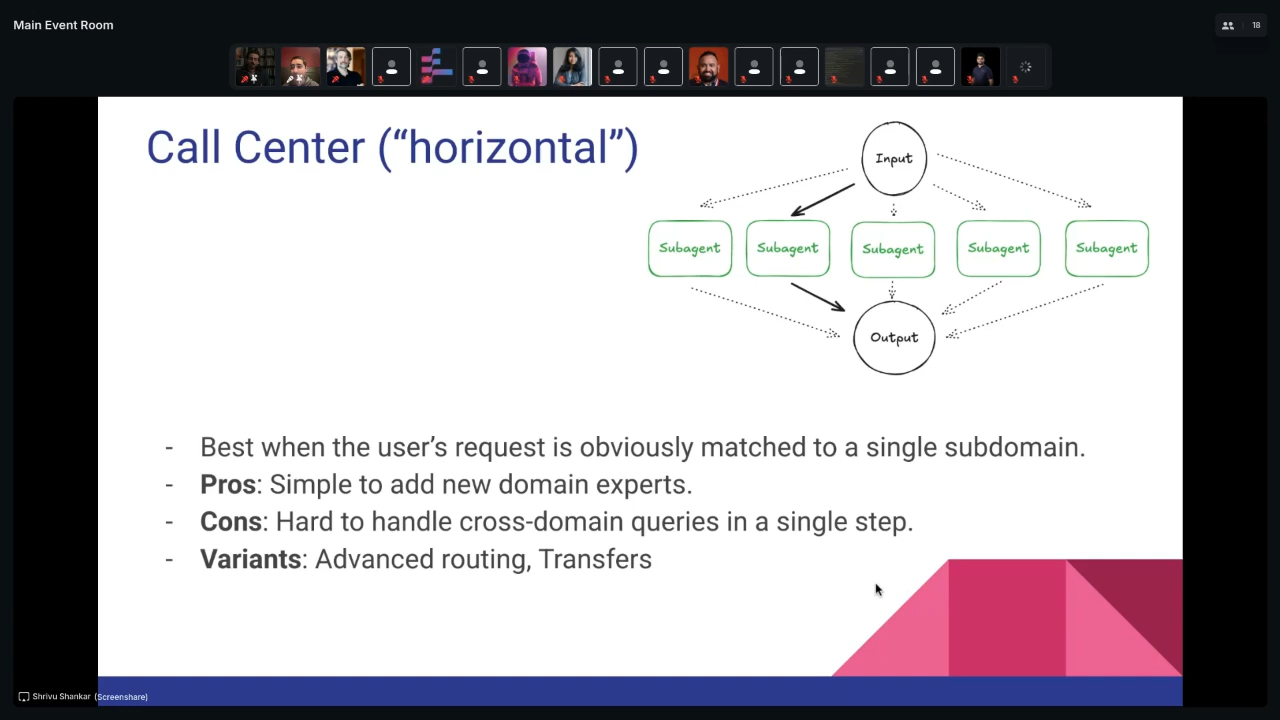 Main Event Room
18
Call Center (“horizontal”)
Input
Subagent Subagent Subagent Subagent Subagent
Output
- Best when the user’s request is obviously matched to a single subdomain.
- Pros: Simple to add new domain experts.
- Cons: Hard to handle cross-domain queries in a single step.
- Variants: Advanced routing, Transfers
Shrivu Shankar (Screenshare)